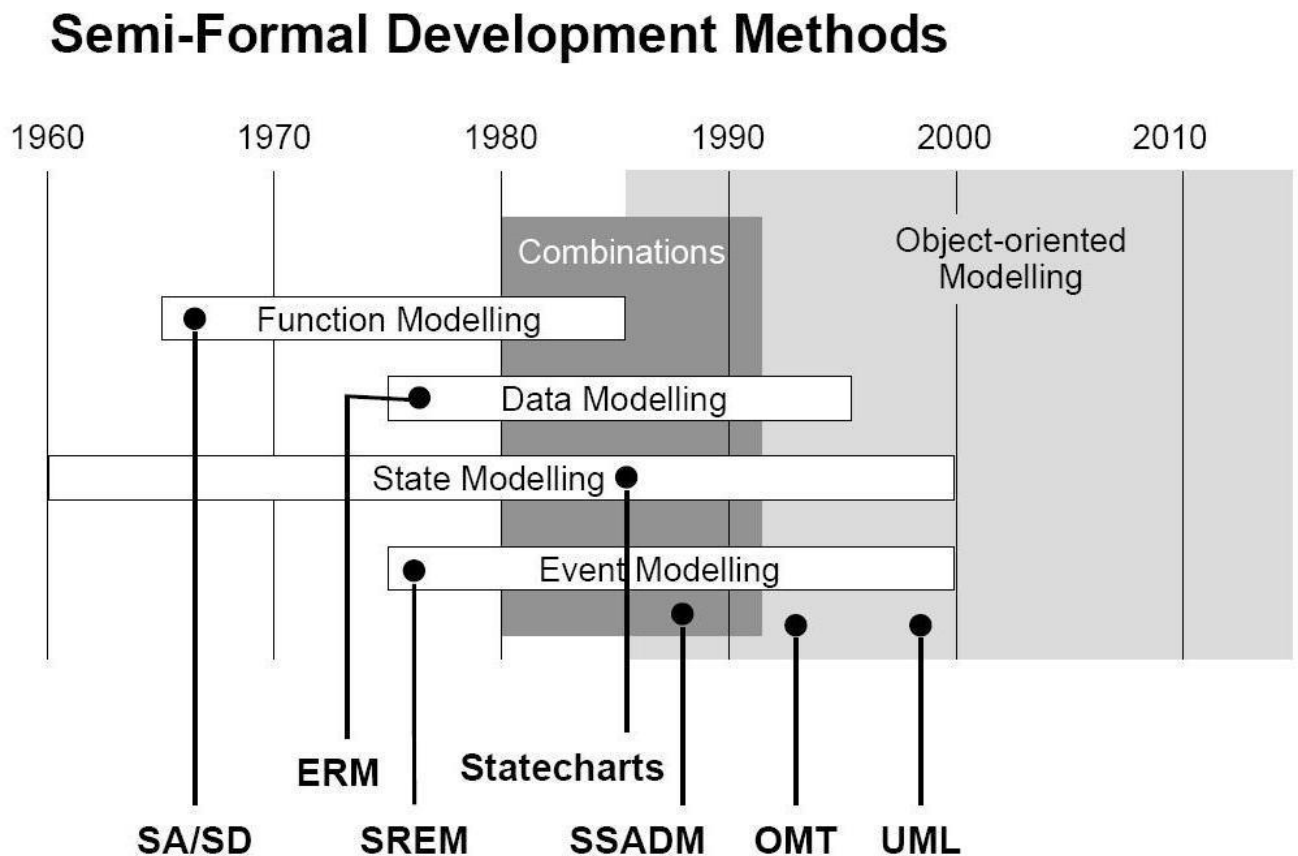 Semi-Formal Development Methods
1960 1970 1980 1990 2000 2010
Combinations
Object-oriented
Modelling
Function Modelling
Data Modelling
State Modelling
Event Modelling
ERM
Statecharts
SA/SD SREM SSADM OMT UML